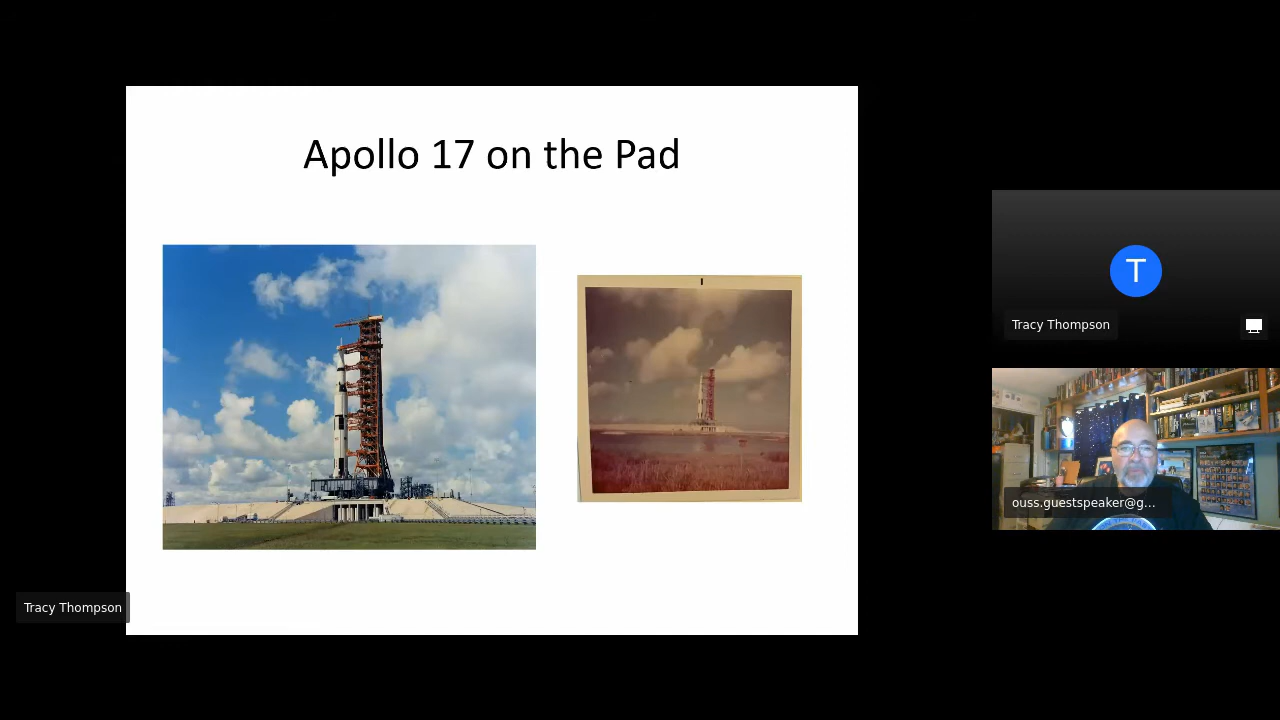 Apollo 17 on the Pad
T
Tracy Thompson
ouss.guestspeaker@g...
Tracy Thompson